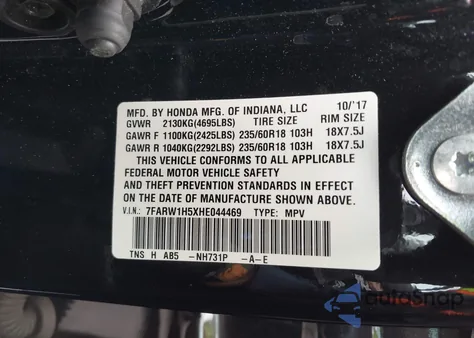 MFD. BY HONDA MFG. OF INDIANA, LLC 10/'17
GVWR 2130KG(4695LBS) TIRE SIZE RIM SIZE
GAWR F 1100KG(2425LBS) 235/60R18 103H 18X7.5J
GAWR R 1040KG(2292LBS) 235/60R18 103H 18X7.5J
THIS VEHICLE CONFORMS TO ALL APPLICABLE
FEDERAL MOTOR VEHICLE SAFETY
AND THEFT PREVENTION STANDARDS IN EFFECT
ON THE DATE OF MANUFACTURE SHOWN ABOVE.
V.I.N.: 7FARW1H5XHE044469 TYPE: MPV
TNS H AB5 -NH731P -A-E
autoSnap